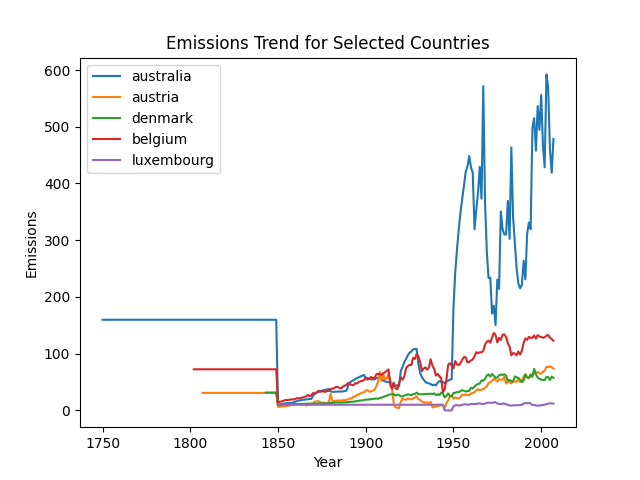 Emissions Trend for Selected Countries
australia
austria
denmark
belgium
luxembourg
Emissions
600
500
400
300
200
100
0
1750 1800 1850 1900 1950 2000
Year